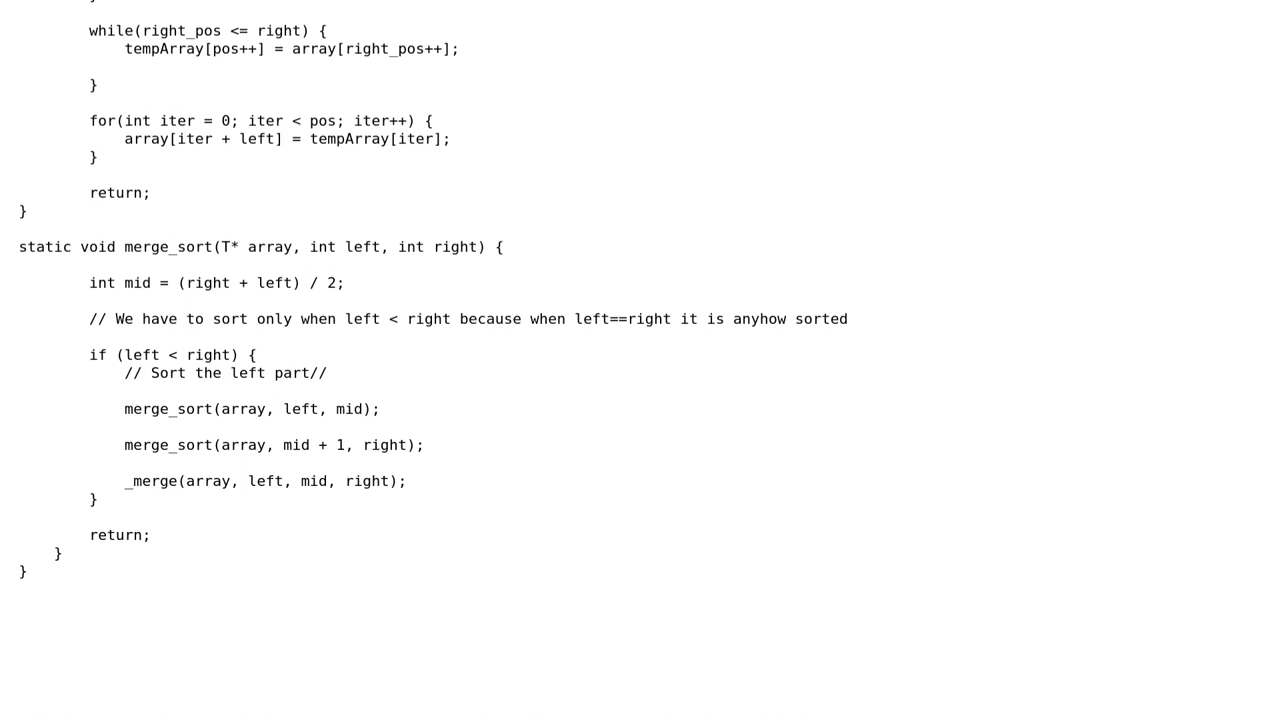 while(right_pos <= right) {
            tempArray[pos++] = array[right_pos++];

        }

        for(int iter = 0; iter < pos; iter++) {
            array[iter + left] = tempArray[iter];
        }

        return;
}

static void merge_sort(T* array, int left, int right) {

        int mid = (right + left) / 2;

        // We have to sort only when left < right because when left==right it is anyhow sorted

        if (left < right) {
            // Sort the left part//

            merge_sort(array, left, mid);

            merge_sort(array, mid + 1, right);

            _merge(array, left, mid, right);
        }

        return;
    }
}